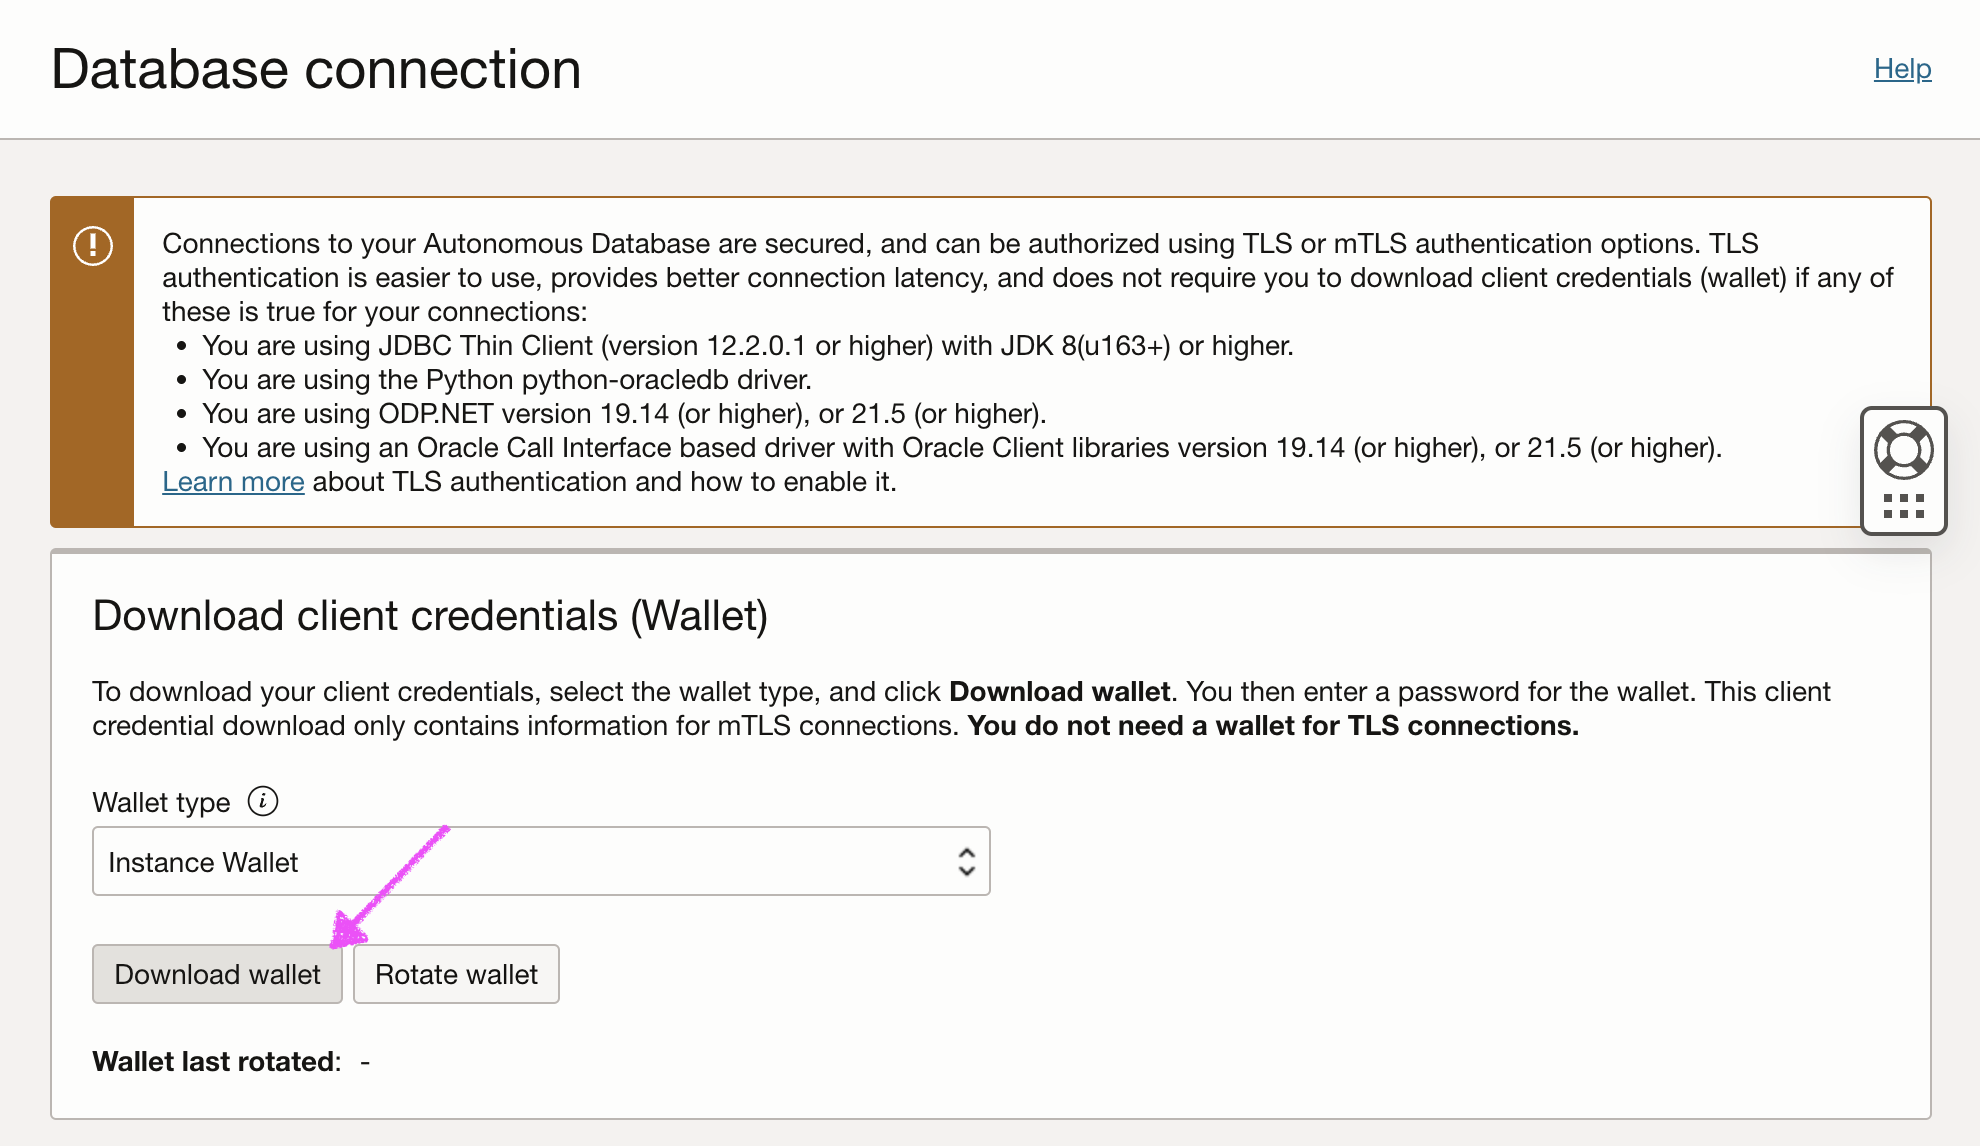 Database connection
Help
Connections to your Autonomous Database are secured, and can be authorized using TLS or mTLS authentication options. TLS
authentication is easier to use, provides better connection latency, and does not require you to download client credentials (wallet) if any of
these is true for your connections:
• You are using JDBC Thin Client (version 12.2.0.1 or higher) with JDK 8(u163+) or higher.
• You are using the Python python-oracledb driver.
• You are using ODP.NET version 19.14 (or higher), or 21.5 (or higher).
• You are using an Oracle Call Interface based driver with Oracle Client libraries version 19.14 (or higher), or 21.5 (or higher).
Learn more about TLS authentication and how to enable it.
Download client credentials (Wallet)
To download your client credentials, select the wallet type, and click Download wallet. You then enter a password for the wallet. This client
credential download only contains information for mTLS connections. You do not need a wallet for TLS connections.
Wallet type
Instance Wallet
Download wallet
Rotate wallet
Wallet last rotated: -